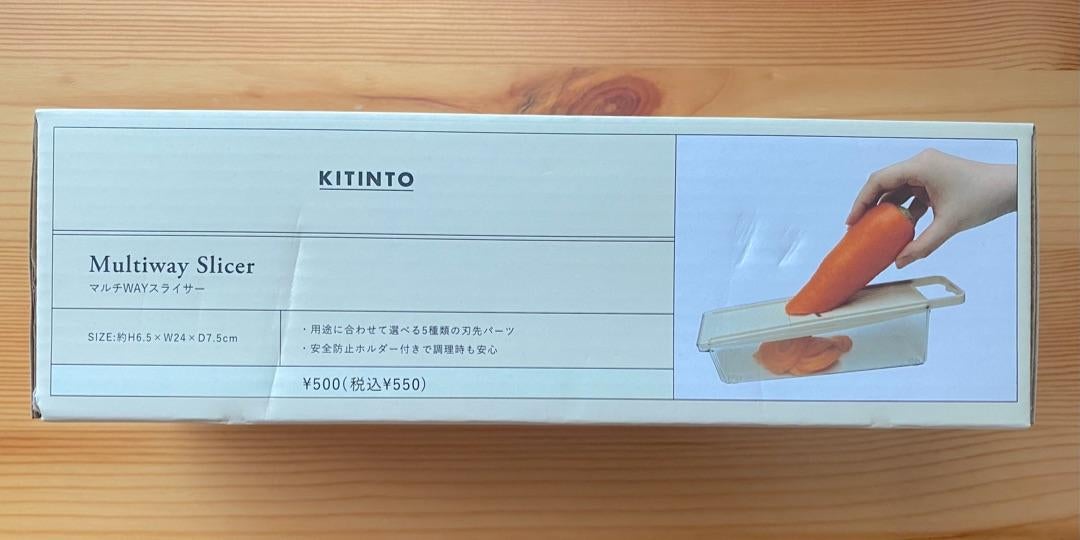 KITINTO
Multiway Slicer
マルチWAYスライサー
SIZE:約H6.5×W24×D7.5cm
・用途に合わせて選べる5種類の刃先パーツ
・安全防止ホルダー付きで調理時も安心
¥500(税込¥550)